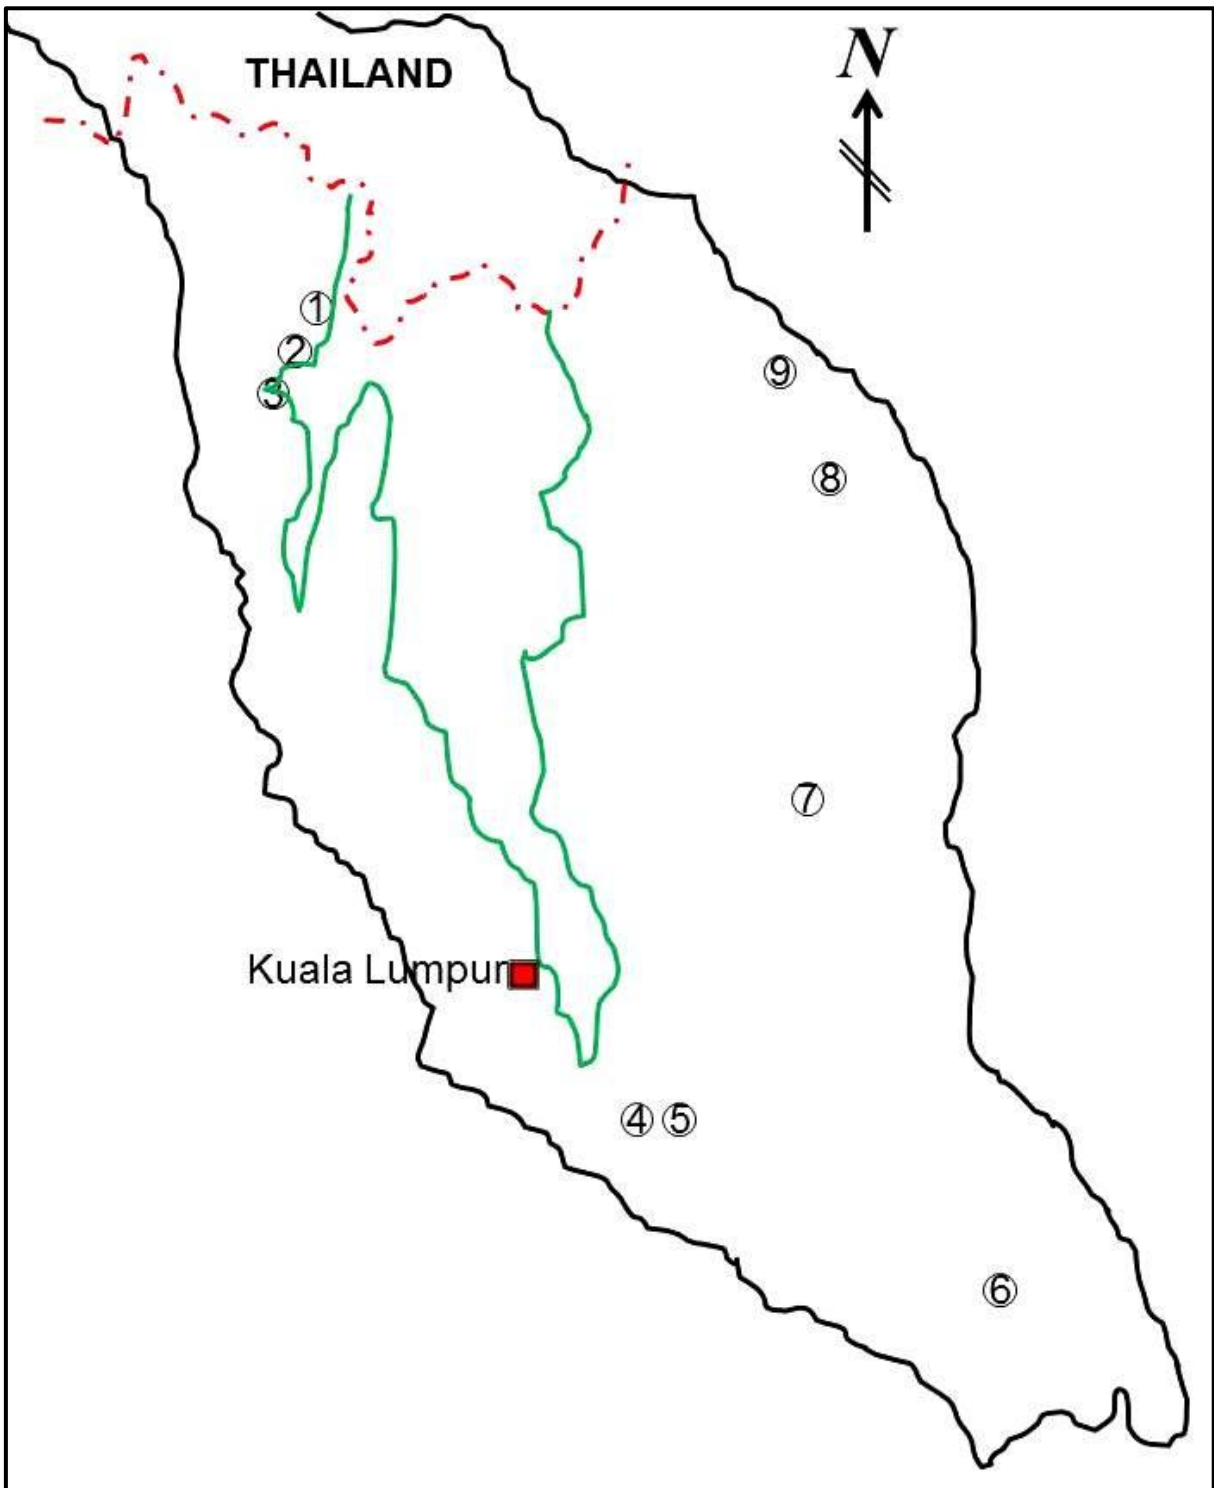 N
THAILAND
①
②
⑨
③
⑧
⑦
Kuala Lumpur
④ ⑤
⑥